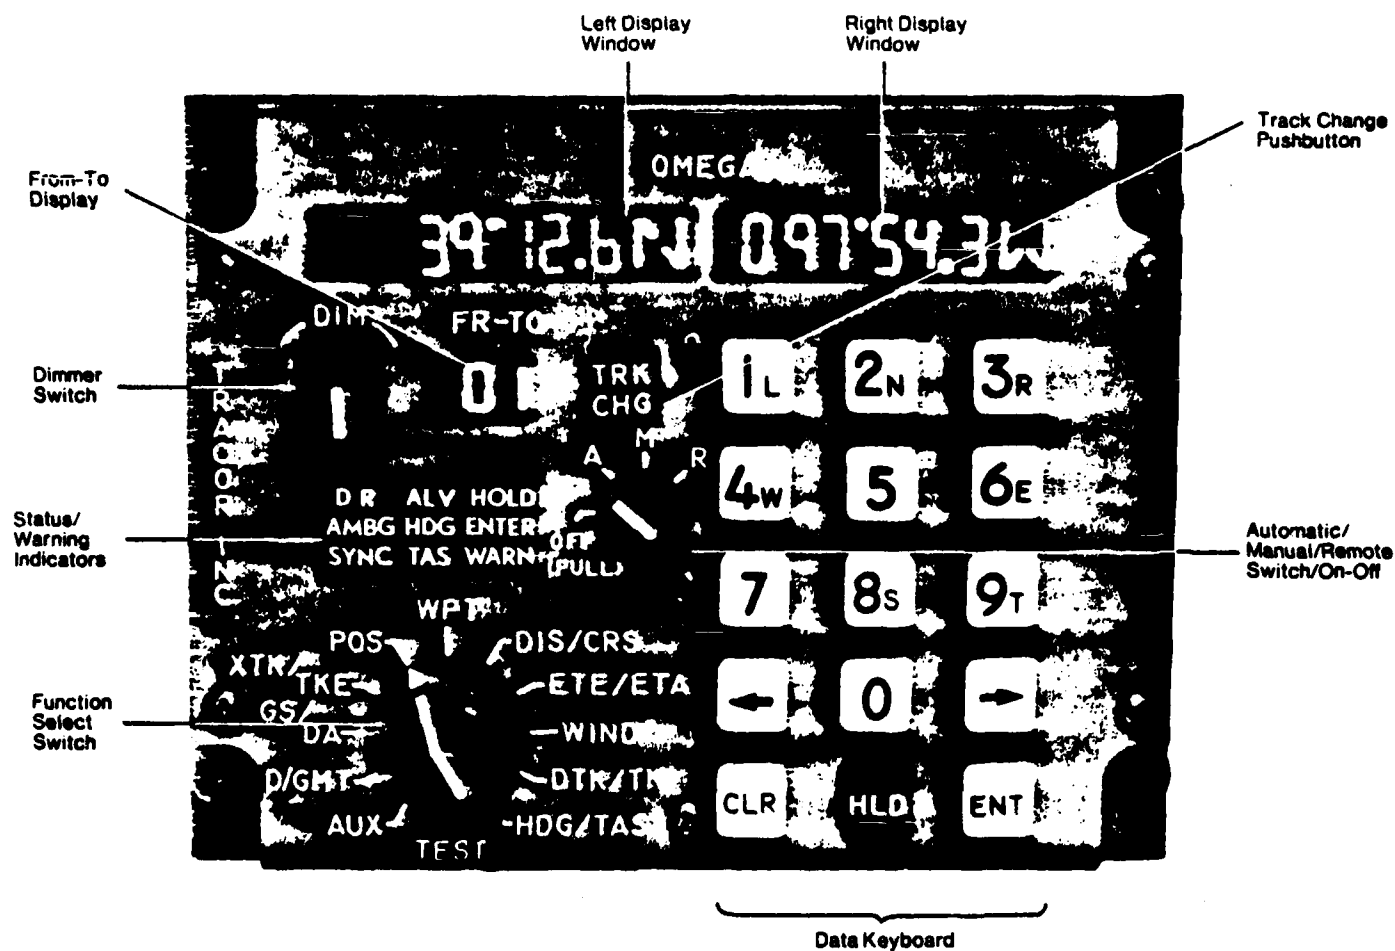 Left Display
Window
Right Display
Window
Track Change
Pushbutton
From-To
Display
OMEGA
39°12.6N
097°54.3W
DIM
FR-TO
Dimmer
Switch
01
TRK
CHG
1L
2N
3R
TRACOR INC
A
M
R
4W
5
6E
DR ALV HOLD
AMBG HDG ENTER
SYNC TAS WARN
OFF
(PULL)
Status/
Warning
Indicators
Automatic/
Manual/Remote
Switch/On-Off
7
8S
9T
WPT
POS
DIS/CRS
XTK/
TKE
ETE/ETA
GS/
DA
WIND
D/GMT
DTK/TK
AUX
HDG/TAS
TEST
Function
Select
Switch
←
0
→
CLR
HLD
ENT
Data Keyboard